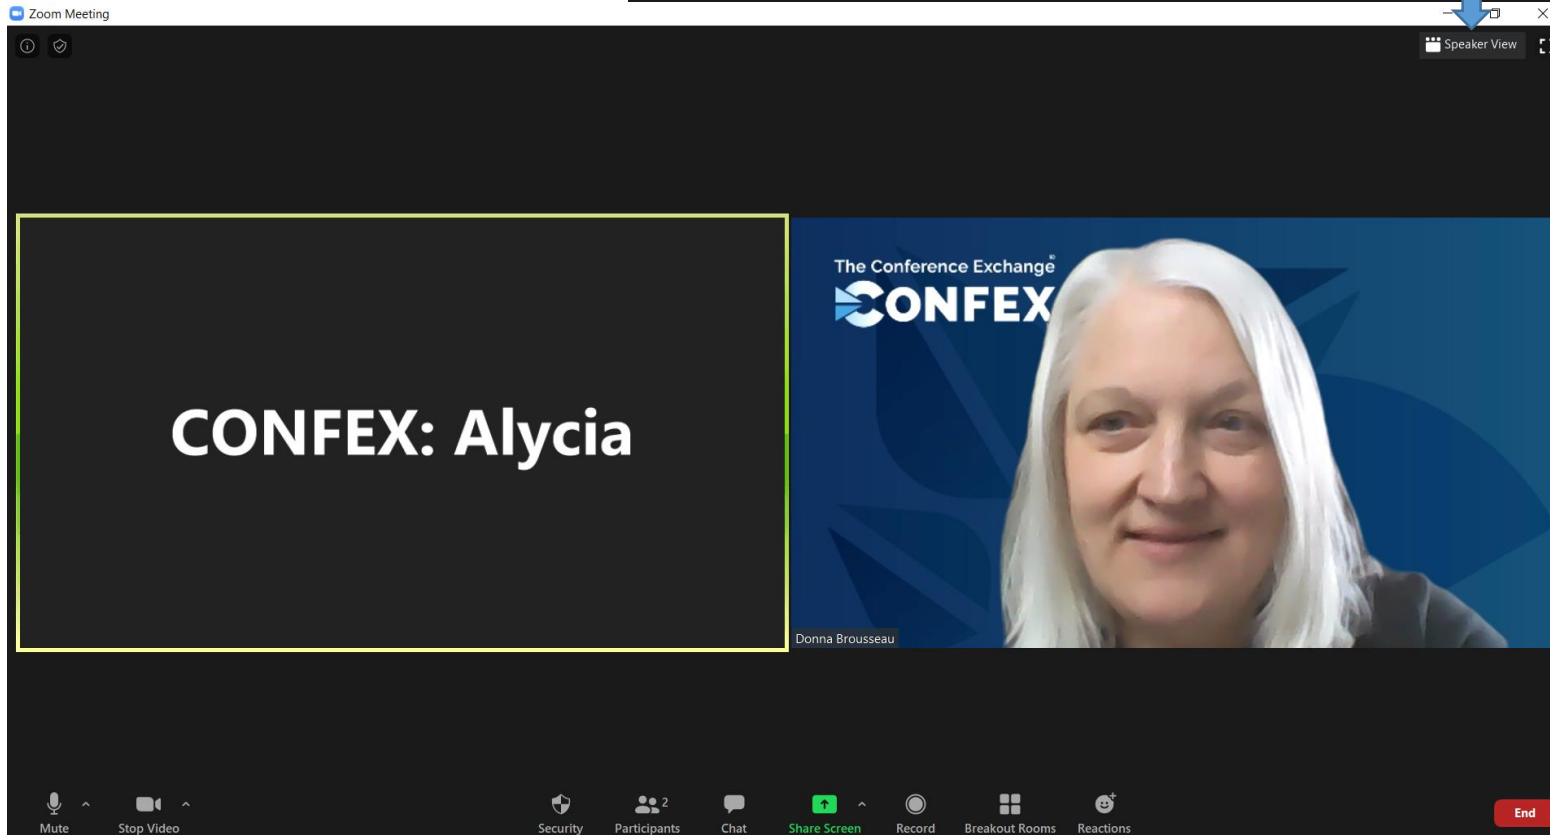 Zoom Meeting
Speaker View
The Conference Exchange®
CONFEX
CONFEX: Alycia
Donna Brousseau
Mute
Stop Video
Security
Participants 2
Chat
Share Screen
Record
Breakout Rooms
Reactions
End